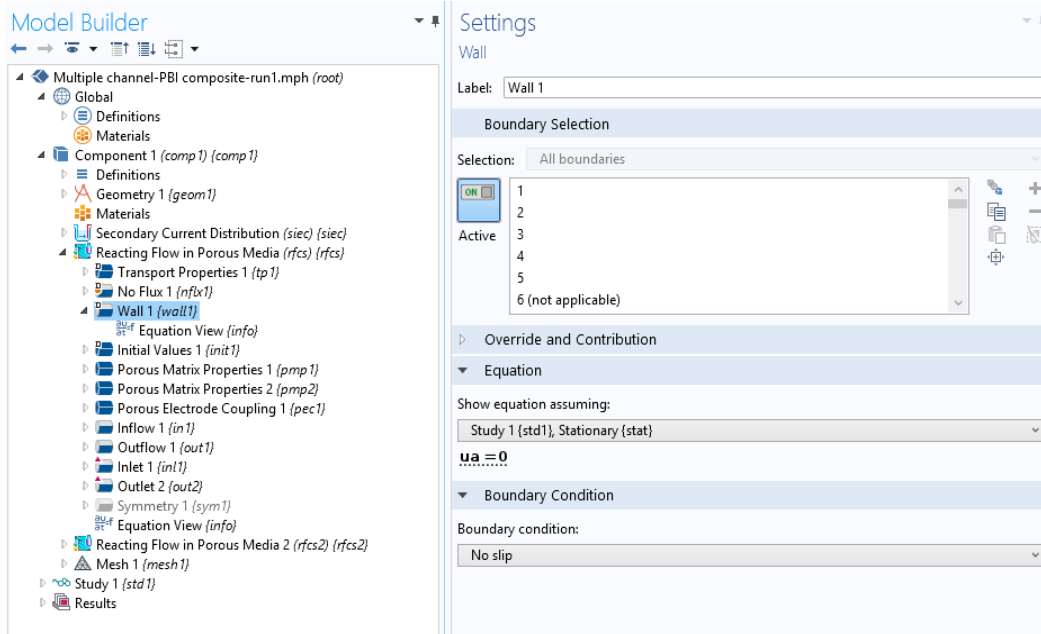 Model Builder
Multiple channel-PBI composite-run1.mph (root)
Global
Definitions
Materials
Component 1 (comp1) {comp1}
Definitions
Geometry 1 {geom1}
Materials
Secondary Current Distribution (siec) {siec}
Reacting Flow in Porous Media (rfcs) {rfcs}
Transport Properties 1 {tp1}
No Flux 1 {nflx1}
Wall 1 {wall1}
Equation View {info}
Initial Values 1 {init1}
Porous Matrix Properties 1 {pmp1}
Porous Matrix Properties 2 {pmp2}
Porous Electrode Coupling 1 {pec1}
Inflow 1 {in1}
Outflow 1 {out1}
Inlet 1 {inl1}
Outlet 2 {out2}
Symmetry 1 {sym1}
Equation View {info}
Reacting Flow in Porous Media 2 (rfcs2) {rfcs2}
Mesh 1 {mesh1}
Study 1 {std1}
Results
Settings
Wall
Label: Wall 1
Boundary Selection
Selection: All boundaries
ON
Active
1
2
3
4
5
6 (not applicable)
Override and Contribution
Equation
Show equation assuming:
Study 1 {std1}, Stationary {stat}
ua = 0
Boundary Condition
Boundary condition:
No slip